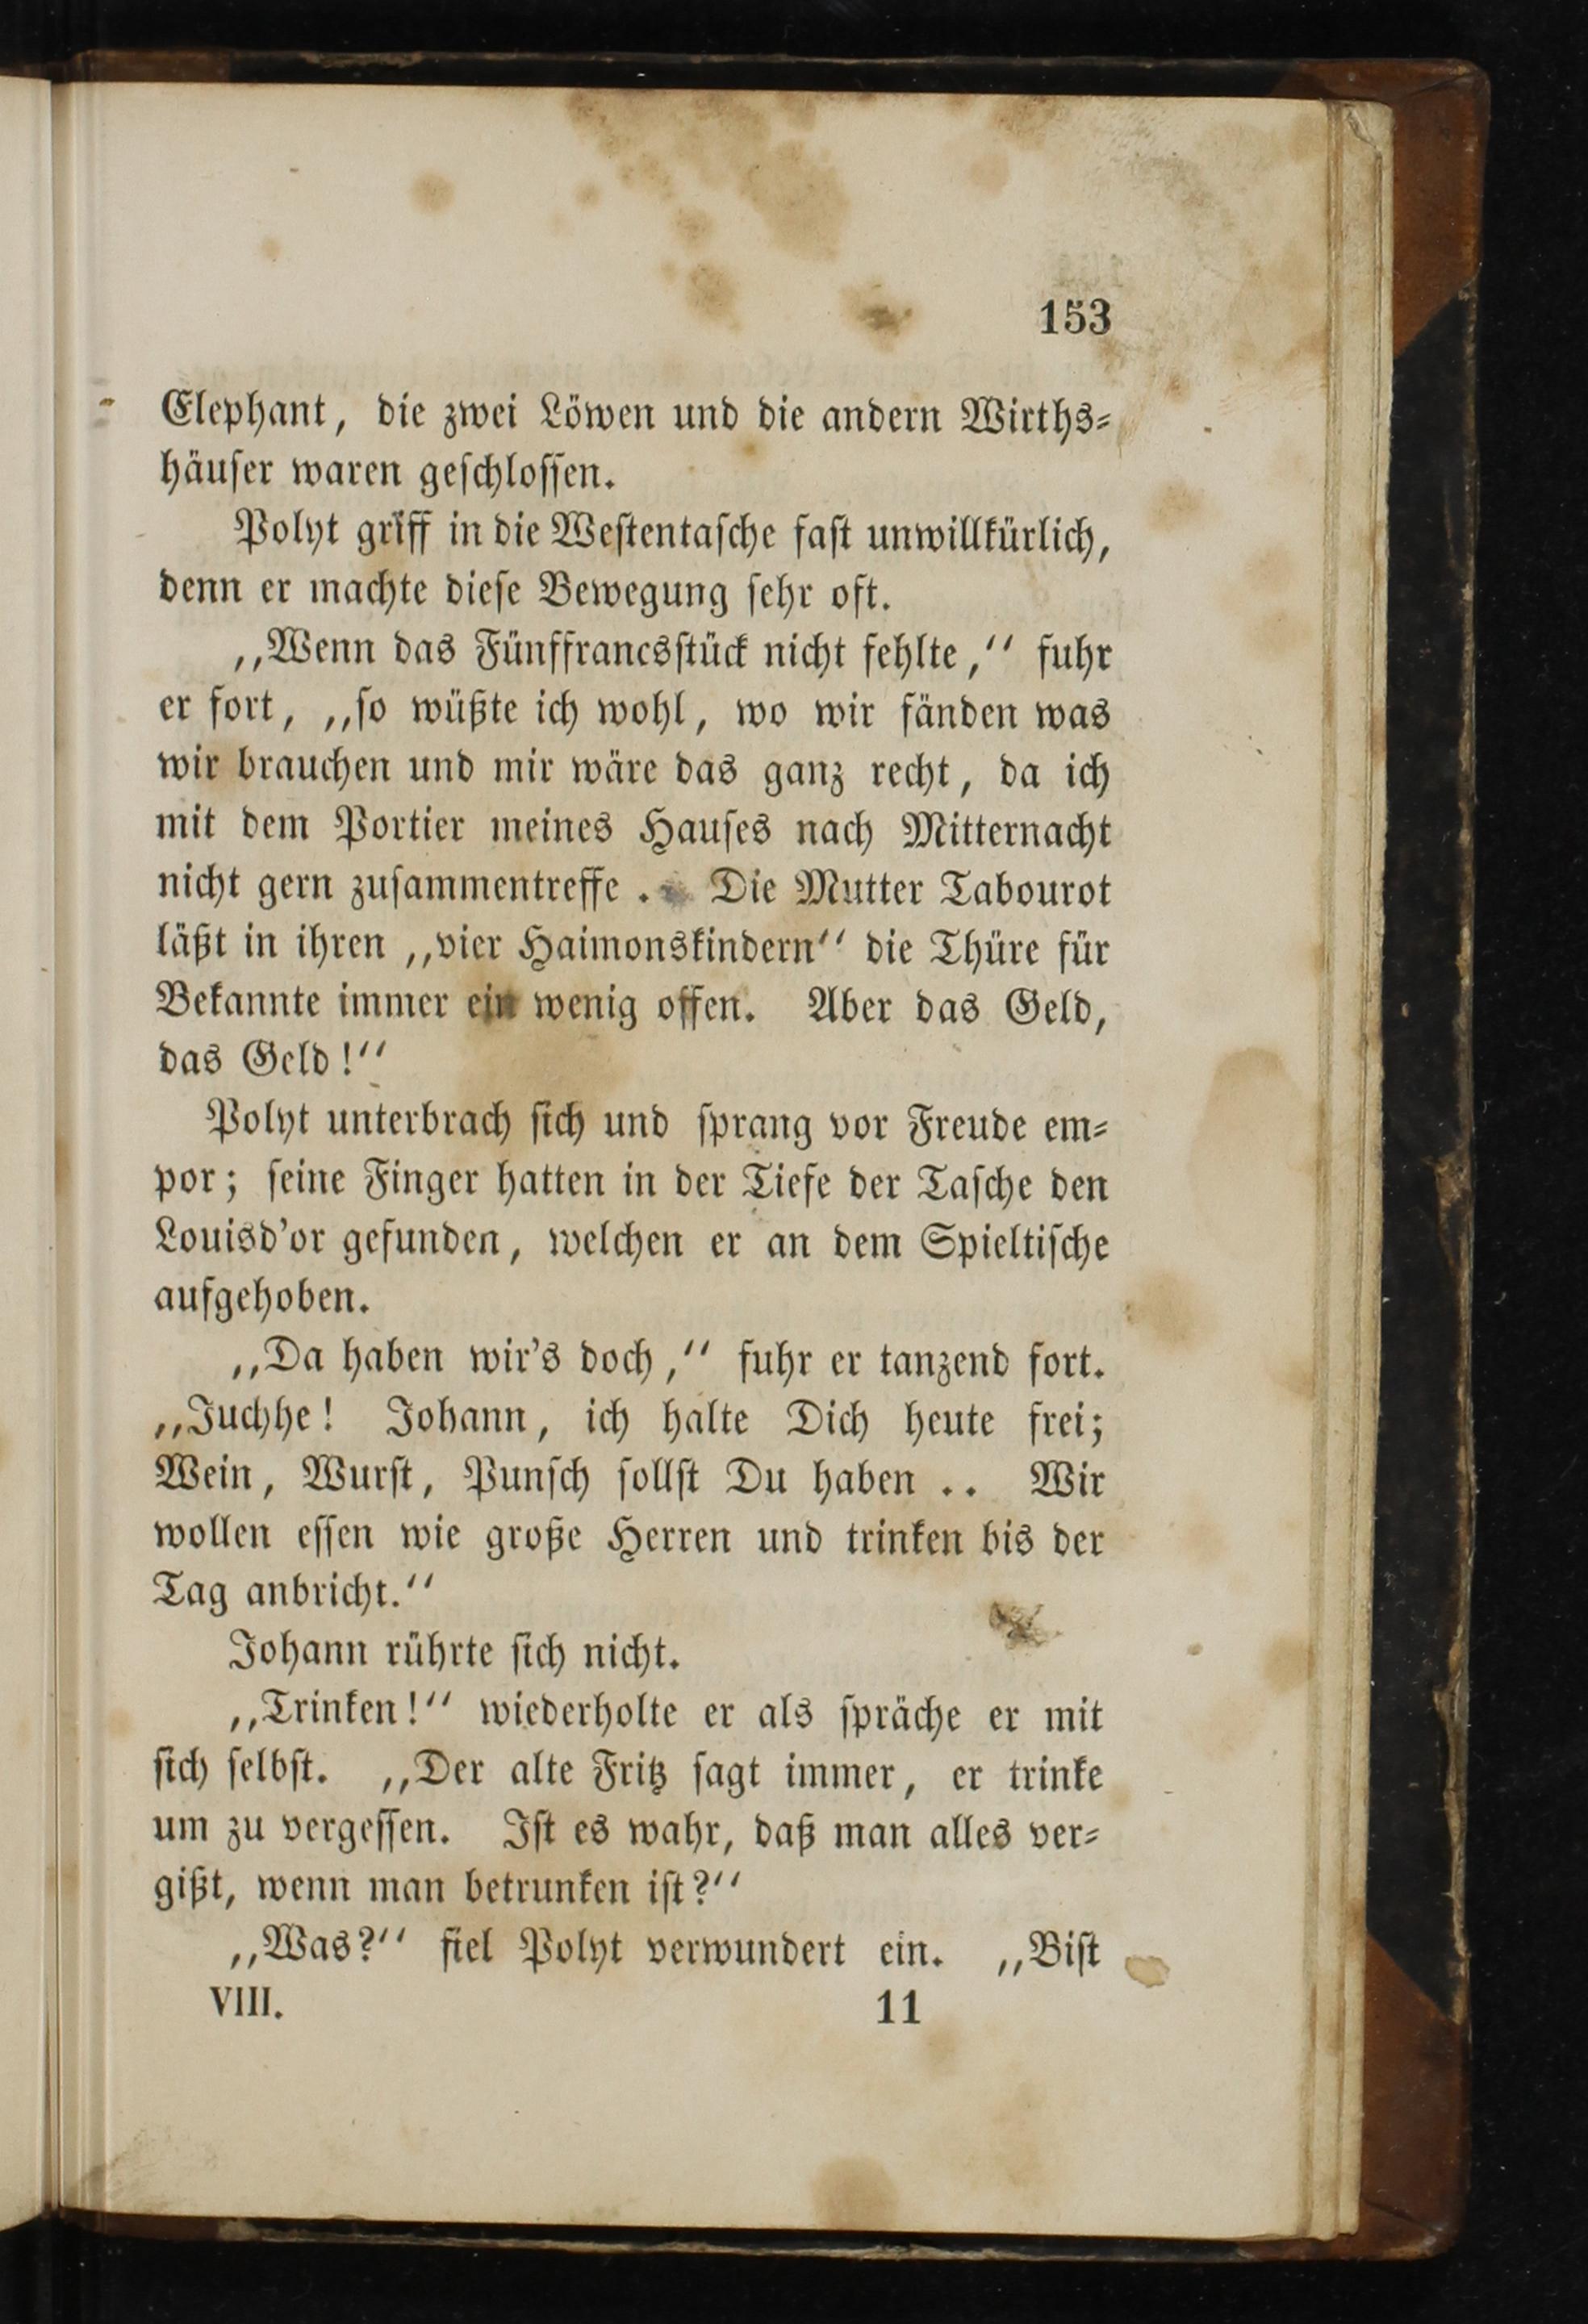 153
Elephant, die zwei Löwen und die andern Wirths⸗
häuſer waren geſchloſſen.
Polyt griff in die Weſtentaſche faſt unwillkürlich,
denn er machte dieſe Bewegung ſehr oft.
„Wenn das Fünffrancsſtück nicht fehlte,“ fuhr
er fort, „ſo wüßte ich wohl, wo wir fänden was
wir brauchen und mir wäre das ganz recht, da ich
mit dem Portier meines Hauſes nach Mitternacht
nicht gern zuſammentreffe . Die Mutter Tabourot
läßt in ihren „vier Haimonskindern“ die Thüre für
Bekannte immer ein wenig offen. Aber das Geld,
das Geld!“
Polyt unterbrach ſich und ſprang vor Freude em⸗
por; ſeine Finger hatten in der Tiefe der Taſche den
Louisd'or gefunden, welchen er an dem Spieltiſche
aufgehoben.
„Da haben wir's doch,“ fuhr er tanzend fort.
„Juchhe! Johann, ich halte Dich heute frei;
Wein, Wurſt, Punſch ſollſt Du haben .. Wir
wollen eſſen wie große Herren und trinken bis der
Tag anbricht.“
Johann rührte ſich nicht.
„Trinken!“ wiederholte er als ſpräche er mit
ſich ſelbſt. „Der alte Fritz ſagt immer, er trinke
um zu vergeſſen. Iſt es wahr, daß man alles ver⸗
gißt, wenn man betrunken iſt?“
„Was?“ fiel Polyt verwundert ein. „Biſt
VIII. 11